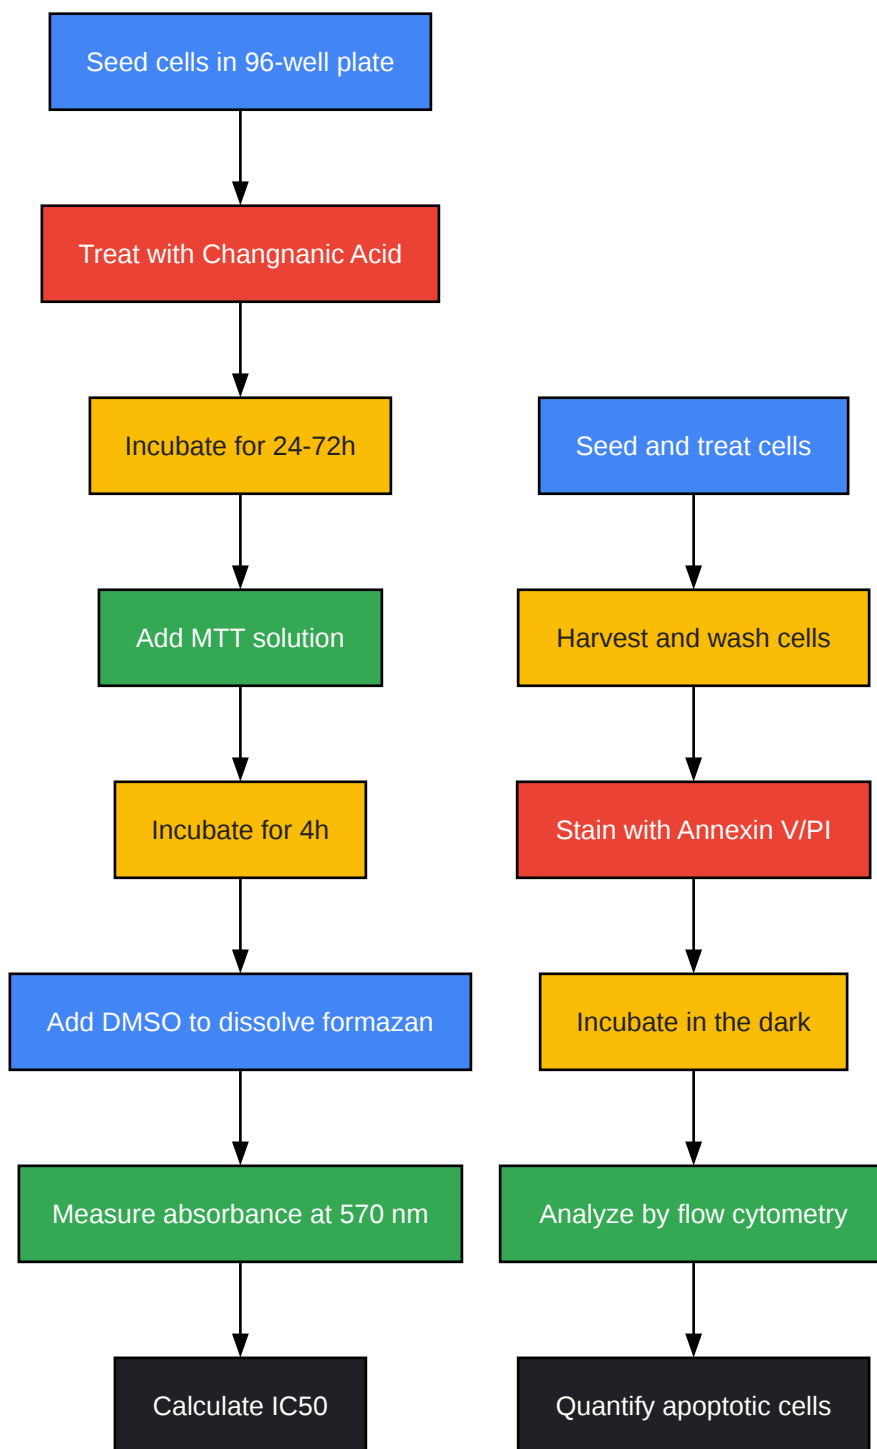 Seed cells in 96-well plate
Treat with Changnanic Acid
Incubate for 24-72h
Add MTT solution
Incubate for 4h
Add DMSO to dissolve formazan
Measure absorbance at 570 nm
Calculate IC50
Seed and treat cells
Harvest and wash cells
Stain with Annexin V/PI
Incubate in the dark
Analyze by flow cytometry
Quantify apoptotic cells